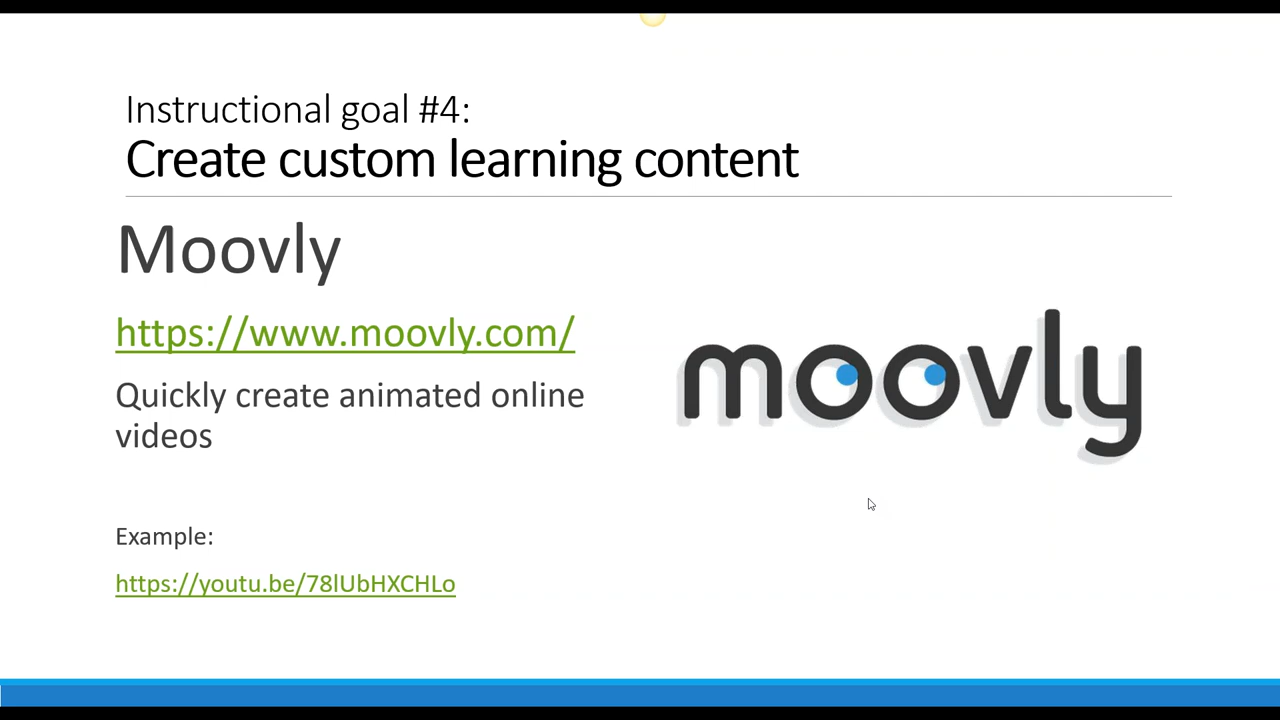 Instructional goal #4:
Create custom learning content
Moovly
https://www.moovly.com/
Quickly create animated online
videos
moovly
Example:
https://youtu.be/78lUbHXCHLo